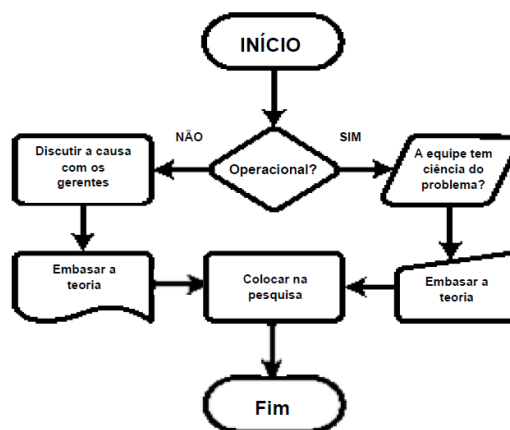 INÍCIO
NÃO
SIM
Discutir a causa
com os
gerentes
Operacional?
A equipe tem
ciência do
problema?
Embasar a
teoria
Colocar na
pesquisa
Embasar a
teoria
Fim